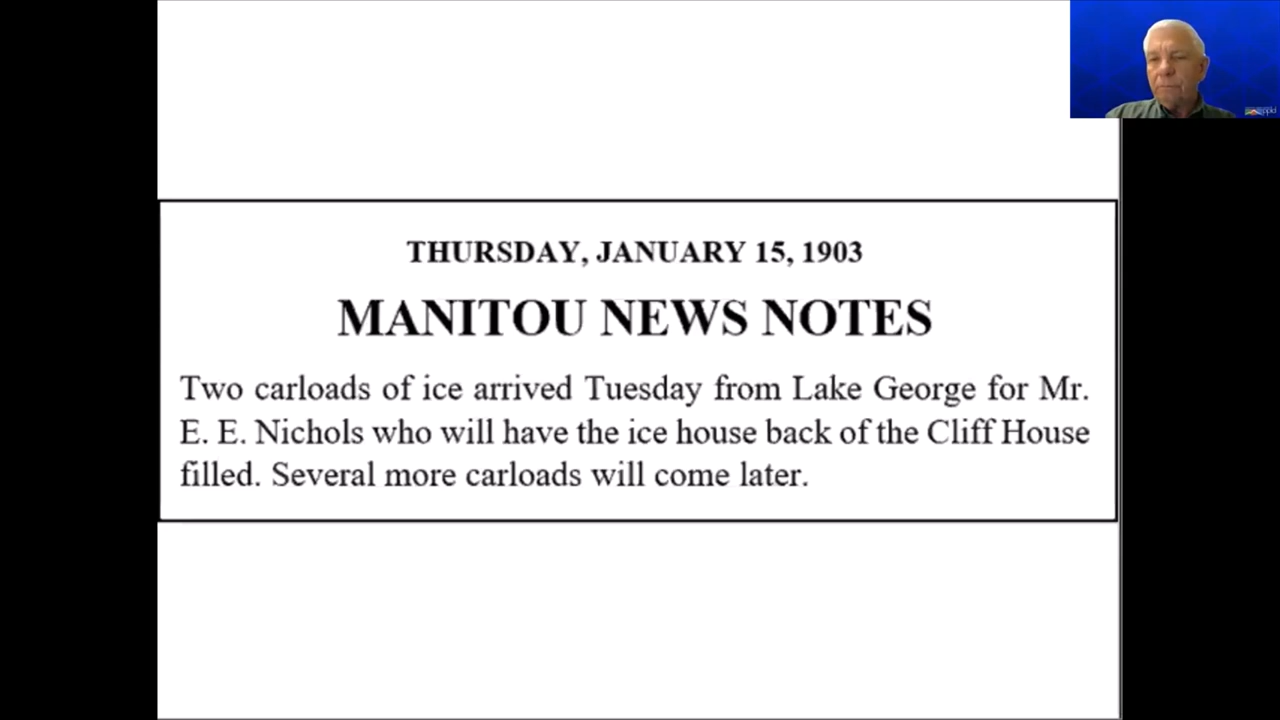 THURSDAY, JANUARY 15, 1903
MANITOU NEWS NOTES
Two carloads of ice arrived Tuesday from Lake George for Mr.
E. E. Nichols who will have the ice house back of the Cliff House
filled. Several more carloads will come later.